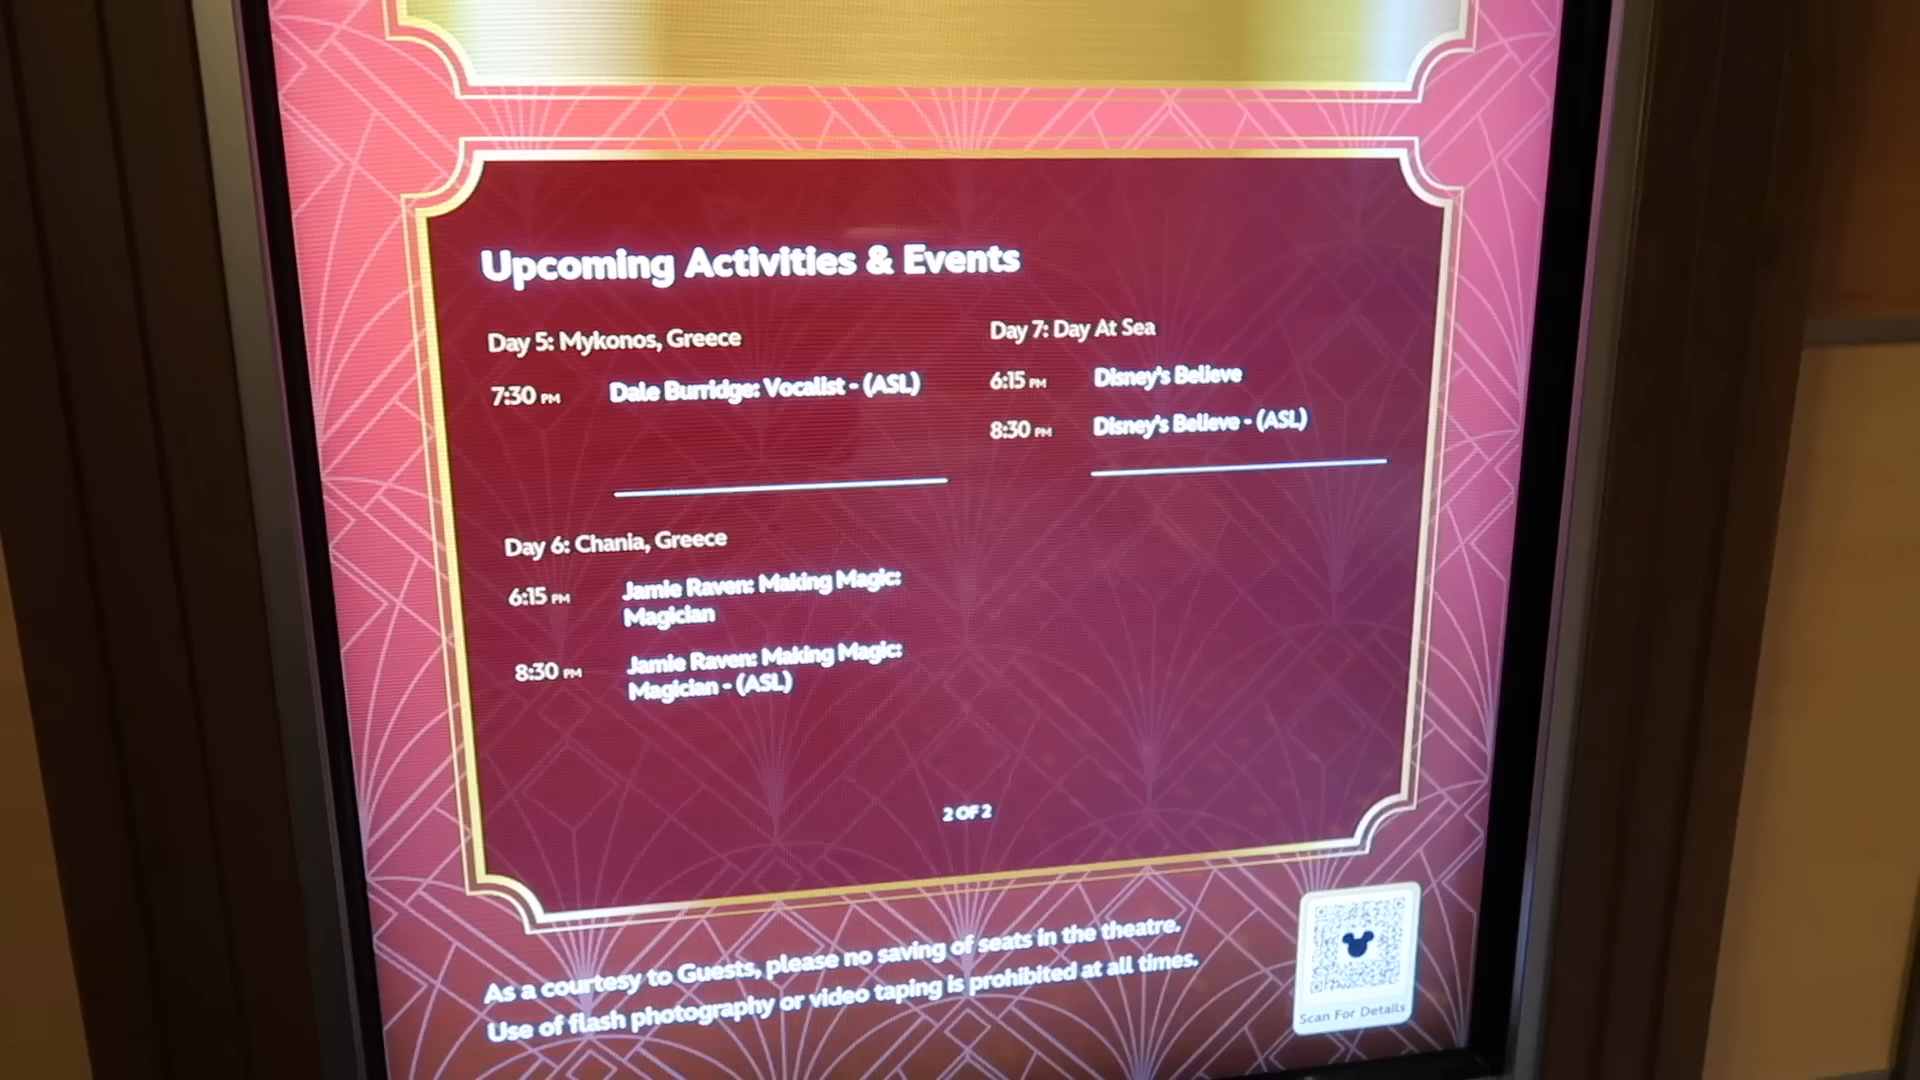 Upcoming Activities & Events
Day 5: Mykonos, Greece
7:30 PM Dale Burridge: Vocalist - (ASL)
Day 6: Chania, Greece
6:15 PM Jamie Raven: Making Magic:
Magician
8:30 PM Jamie Raven: Making Magic:
Magician - (ASL)
Day 7: Day At Sea
6:15 PM Disney's Believe
8:30 PM Disney's Believe - (ASL)
2 OF 2
As a courtesy to Guests, please no saving of seats in the theatre.
Use of flash photography or video taping is prohibited at all times.
Scan For Details